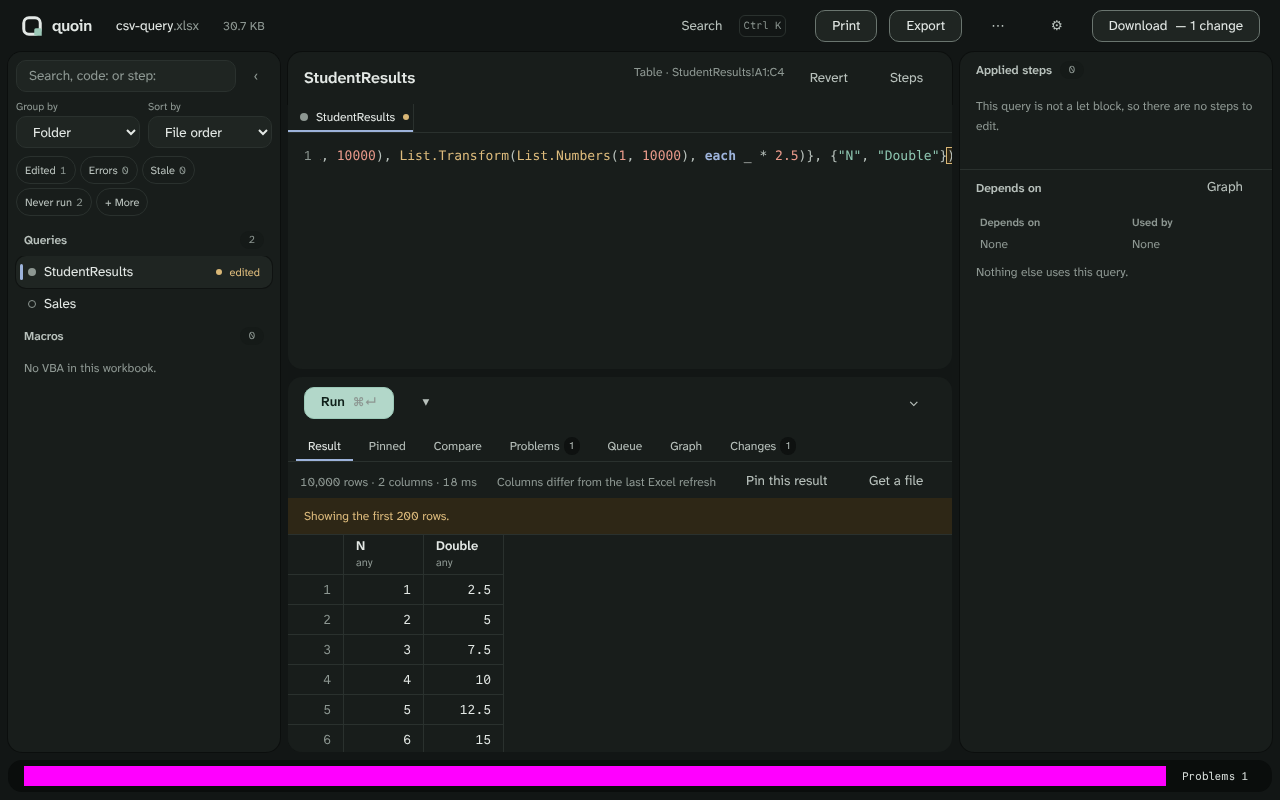 quoin
csv-query.xlsx
30.7 KB
Search
Ctrl K
Print
Export
⋯
⚙
Download — 1 change
Search, code: or step:
‹
Group by
Sort by
Folder
File order
Edited 1
Errors 0
Stale 0
Never run 2
+ More
Queries
2
StudentResults
edited
Sales
Macros
0
No VBA in this workbook.
StudentResults
Table · StudentResults!A1:C4
Revert
Steps
StudentResults
1 , 10000), List.Transform(List.Numbers(1, 10000), each _ * 2.5)}, {"N", "Double"})
Run ⌘↵
▾
Result
Pinned
Compare
Problems 1
Queue
Graph
Changes 1
10,000 rows · 2 columns · 18 ms
Columns differ from the last Excel refresh
Pin this result
Get a file
Showing the first 200 rows.
N
Double
any
any
1 1 2.5
2 2 5
3 3 7.5
4 4 10
5 5 12.5
6 6 15
Applied steps 0
This query is not a let block, so there are no steps to
edit.
Depends on
Graph
Depends on
Used by
None
None
Nothing else uses this query.
Problems 1